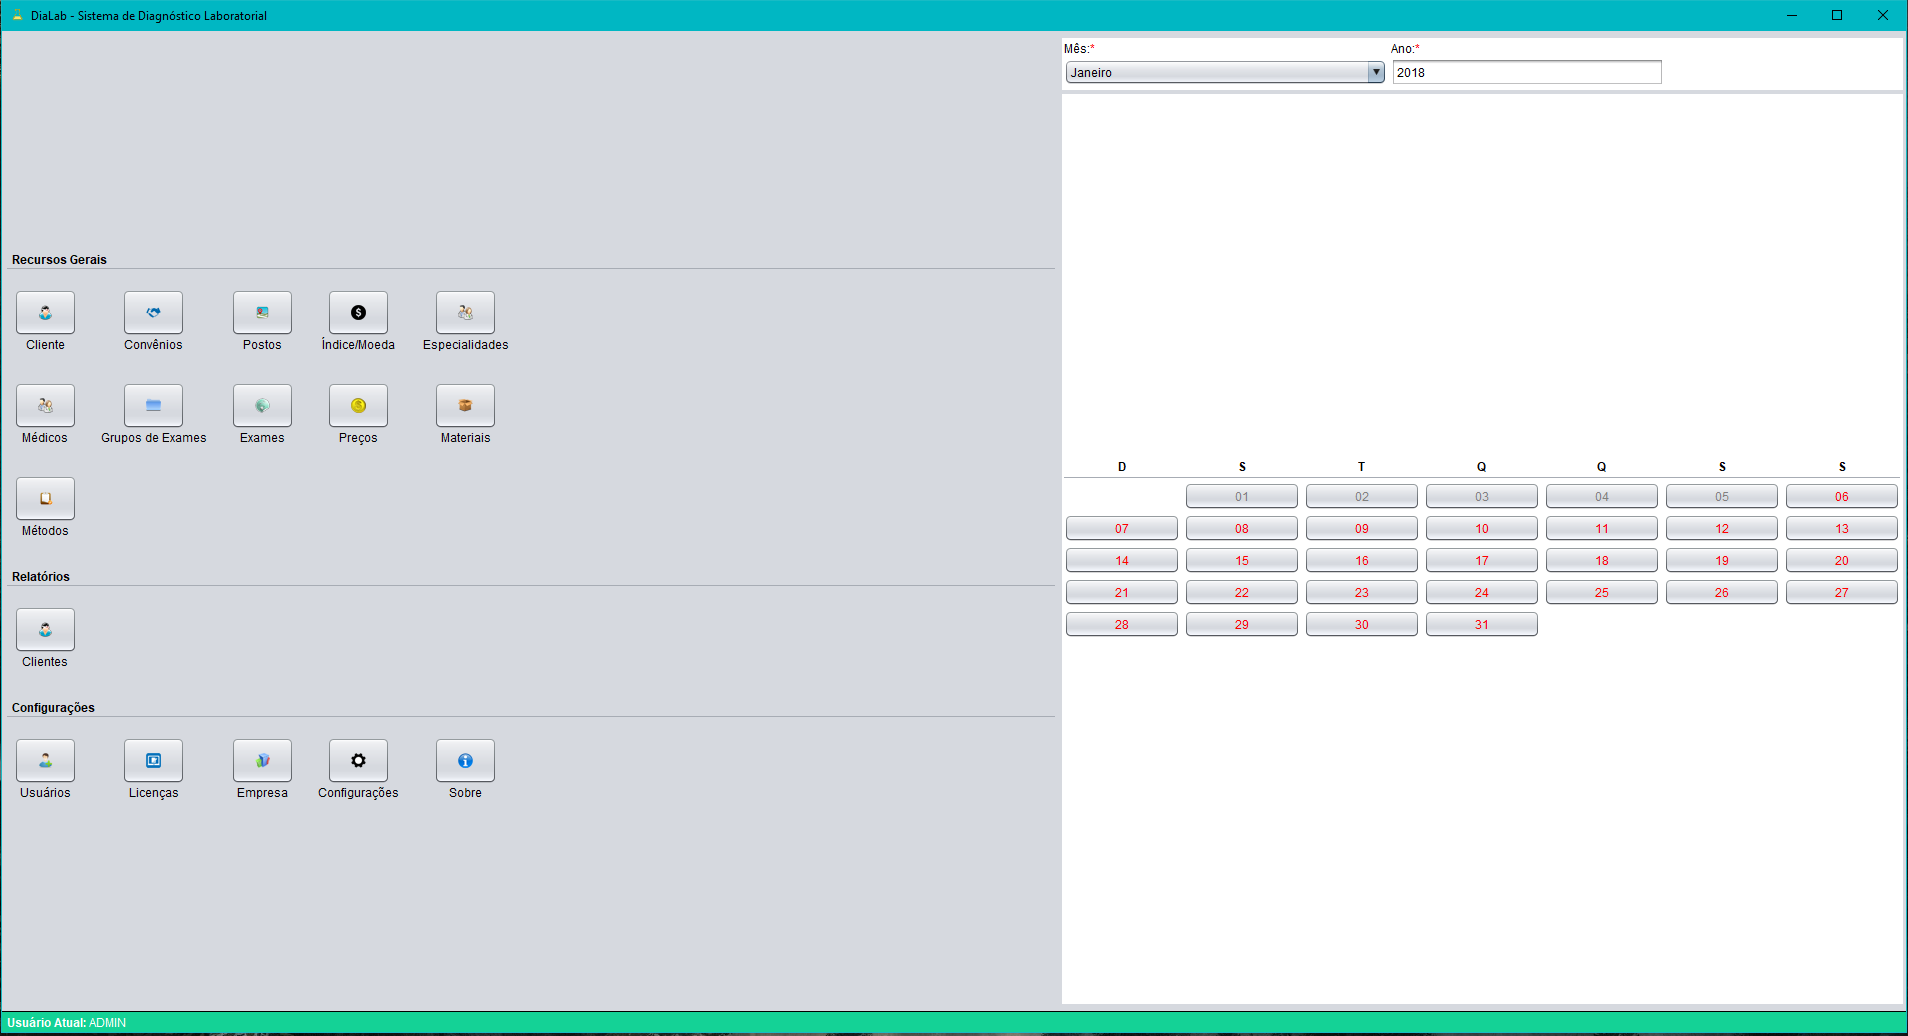 DiaLab - Sistema de Diagnóstico Laboratorial
Recursos Gerais
Cliente Convênios Postos Índice/Moeda Especialidades
Médicos Grupos de Exames Exames Preços Materiais
Métodos
Relatórios
Clientes
Configurações
Usuários Licenças Empresa Configurações Sobre
Mês:* Ano:*
Janeiro 2018
D S T Q Q S S
01 02 03 04 05 06
07 08 09 10 11 12 13
14 15 16 17 18 19 20
21 22 23 24 25 26 27
28 29 30 31
Usuário Atual: ADMIN